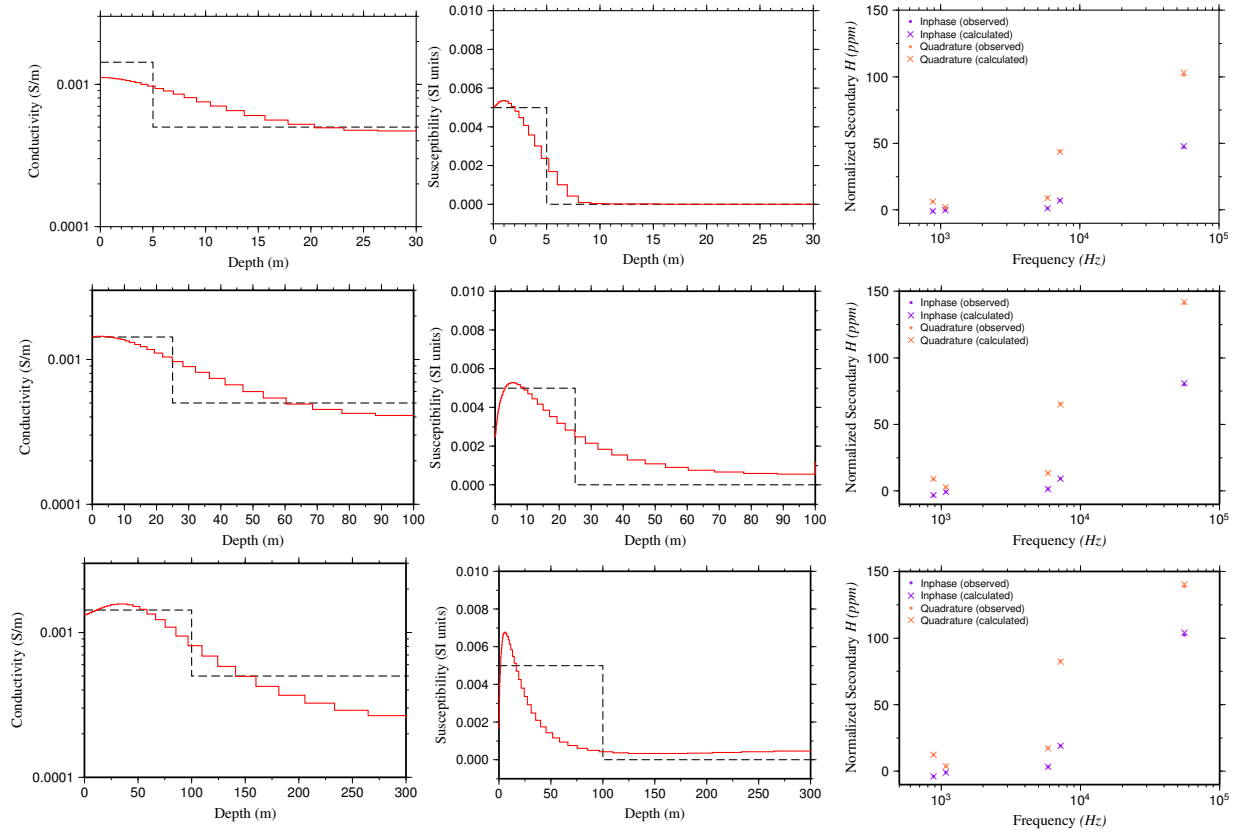 0.001
0.0001
Conductivity (S/m)
0 5 10 15 20 25 30
Depth (m)
0.010
0.008
0.006
0.004
0.002
0.000
Susceptibility (SI units)
0 5 10 15 20 25 30
Depth (m)
150
100
50
0
Normalized Secondary H (ppm)
Inphase (observed)
Inphase (calculated)
Quadrature (observed)
Quadrature (calculated)
10³ 10⁴ 10⁵
Frequency (Hz)
0.001
0.0001
Conductivity (S/m)
0 10 20 30 40 50 60 70 80 90 100
Depth (m)
0.010
0.008
0.006
0.004
0.002
0.000
Susceptibility (SI units)
0 10 20 30 40 50 60 70 80 90 100
Depth (m)
150
100
50
0
Normalized Secondary H (ppm)
Inphase (observed)
Inphase (calculated)
Quadrature (observed)
Quadrature (calculated)
10³ 10⁴ 10⁵
Frequency (Hz)
0.001
0.0001
Conductivity (S/m)
0 50 100 150 200 250 300
Depth (m)
0.010
0.008
0.006
0.004
0.002
0.000
Susceptibility (SI units)
0 50 100 150 200 250 300
Depth (m)
150
100
50
0
Normalized Secondary H (ppm)
Inphase (observed)
Inphase (calculated)
Quadrature (observed)
Quadrature (calculated)
10³ 10⁴ 10⁵
Frequency (Hz)